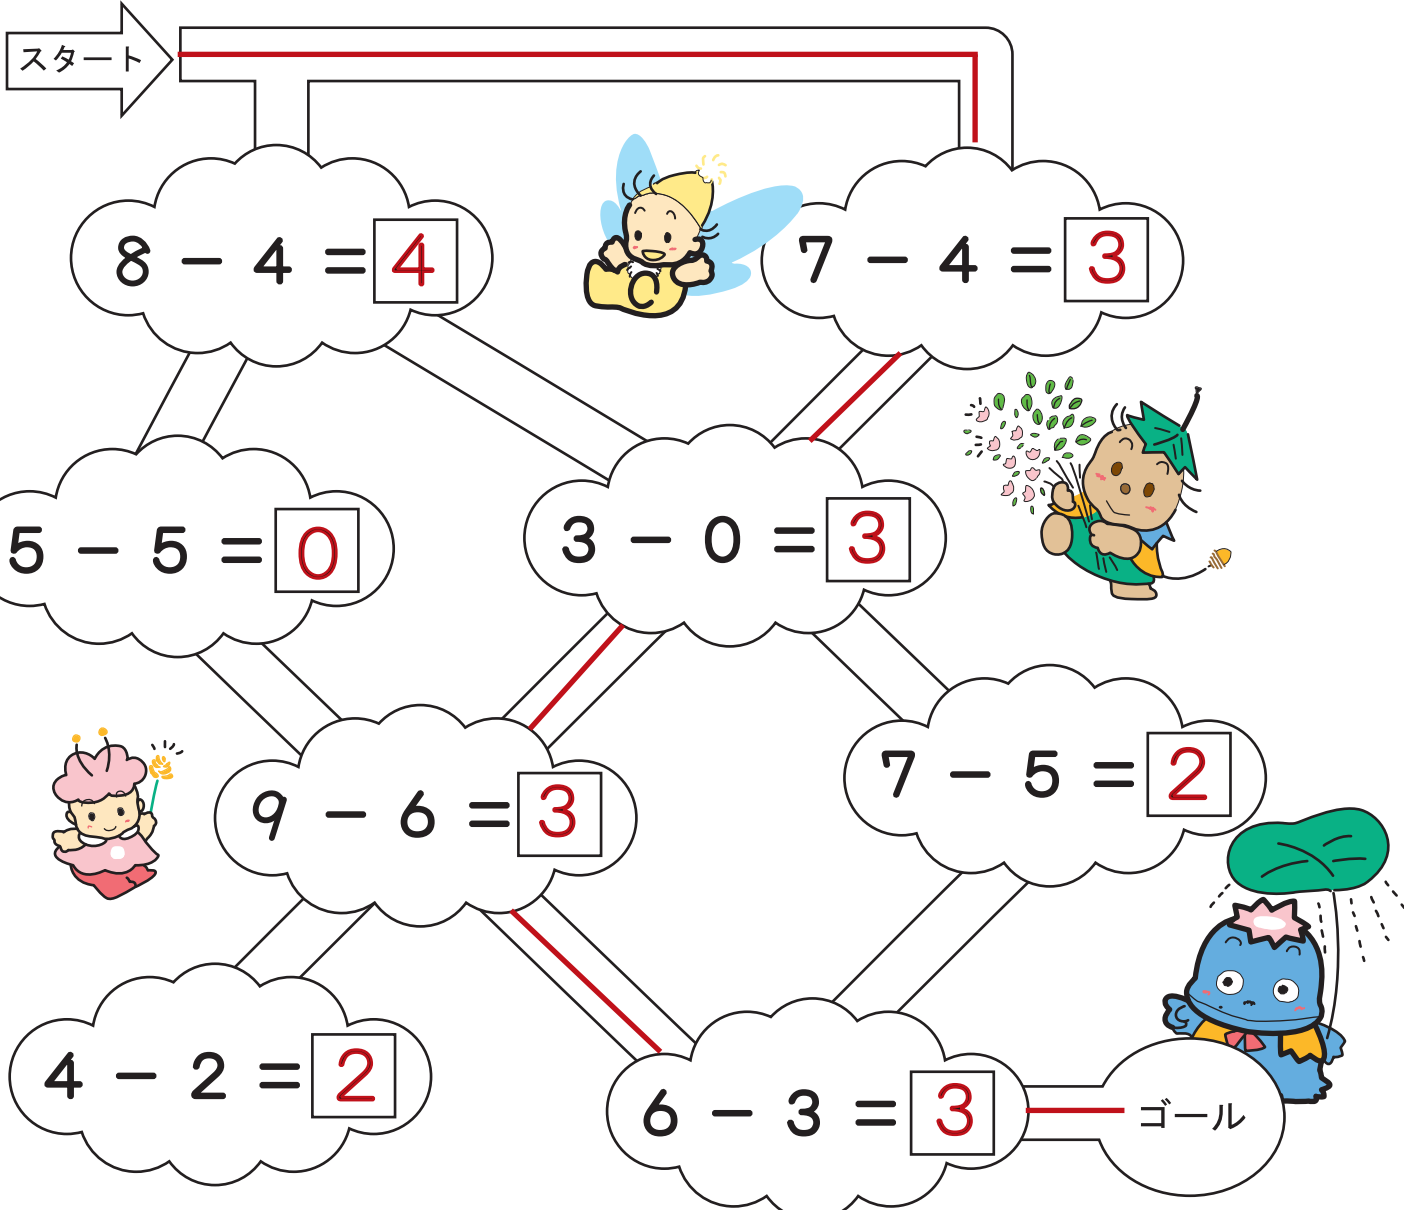 スタート
8 − 4 = 4
7 − 4 = 3
5 − 5 = 0
3 − 0 = 3
9 − 6 = 3
7 − 5 = 2
4 − 2 = 2
6 − 3 = 3
ゴール